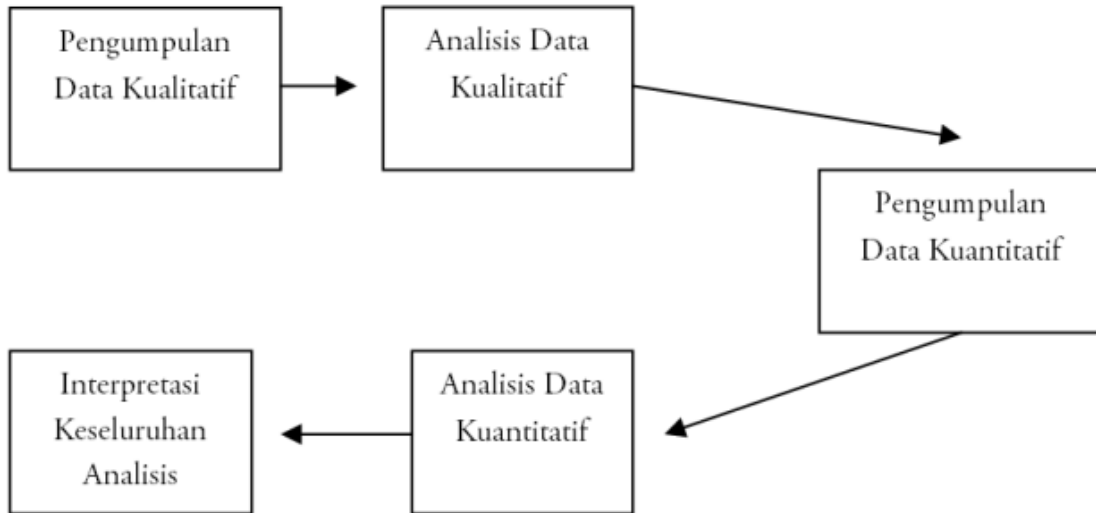 Pengumpulan
Data Kualitatif
Analisis Data
Kualitatif
Pengumpulan
Data Kuantitatif
Analisis Data
Kuantitatif
Interpretasi
Keseluruhan
Analisis